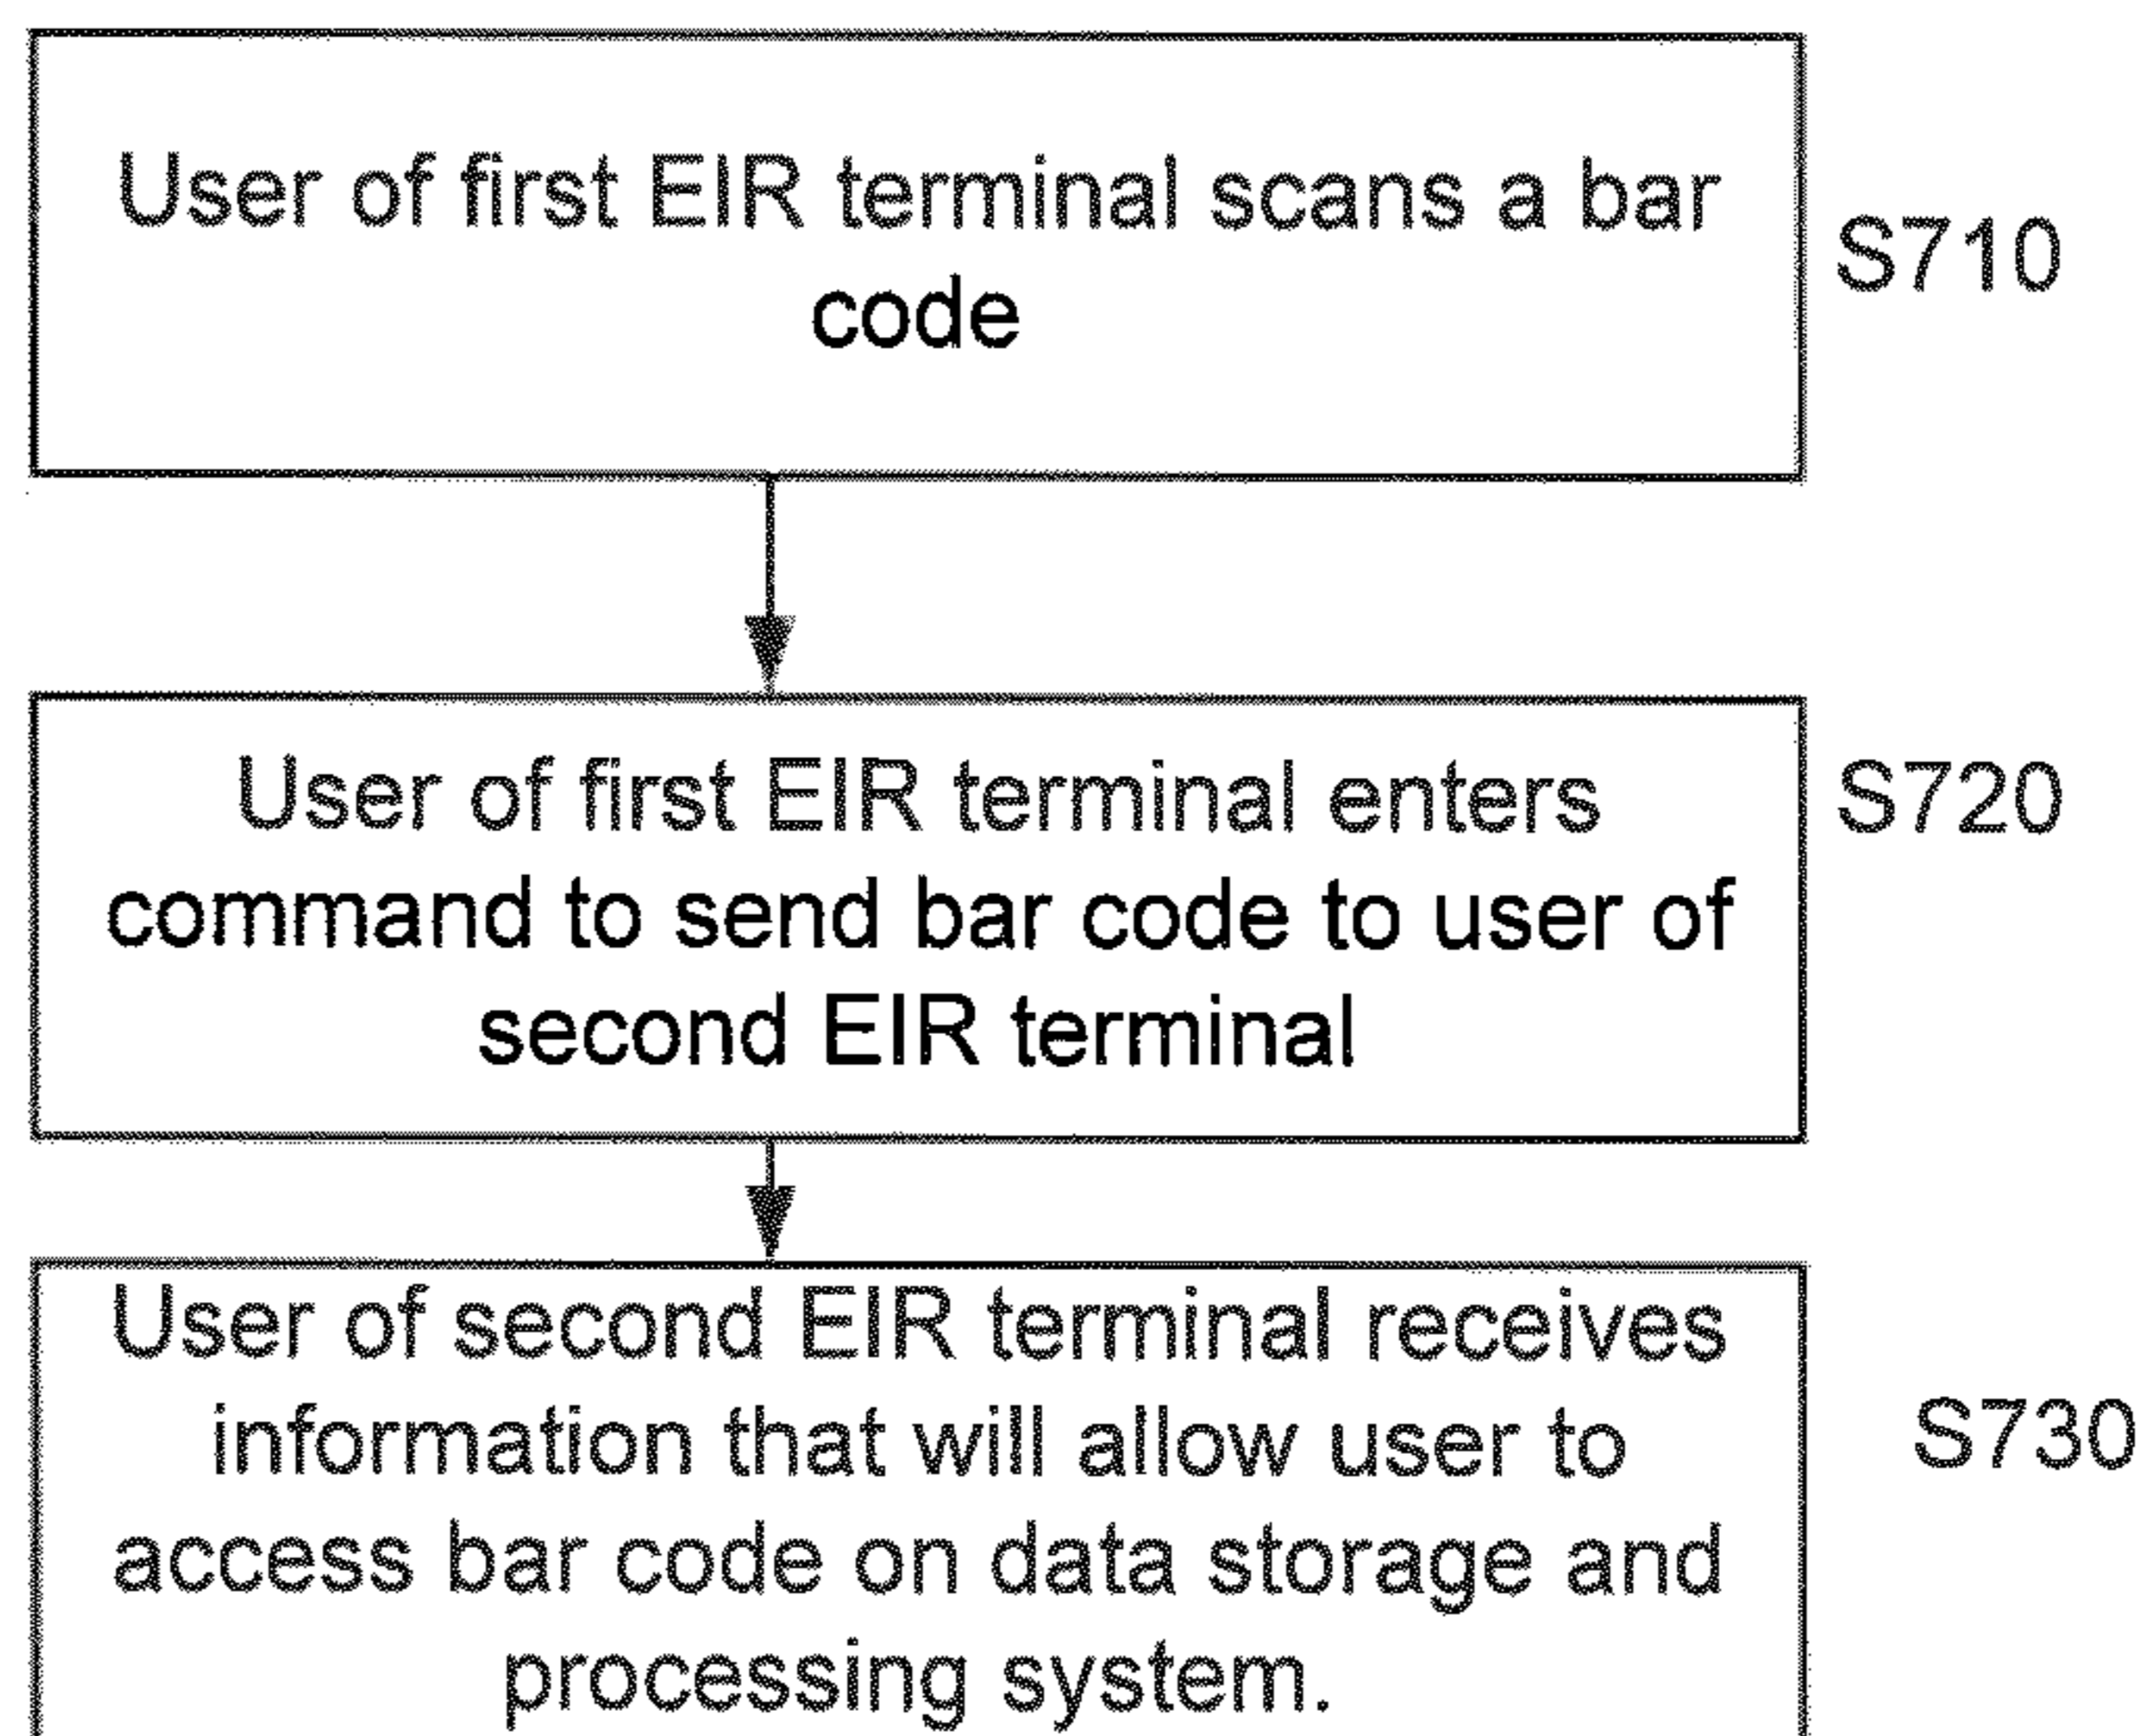 User of first EIR terminal scans a bar
code
S710
User of first EIR terminal enters
command to send bar code to user of
second EIR terminal
S720
User of second EIR terminal receives
information that will allow user to
access bar code on data storage and
processing system.
S730